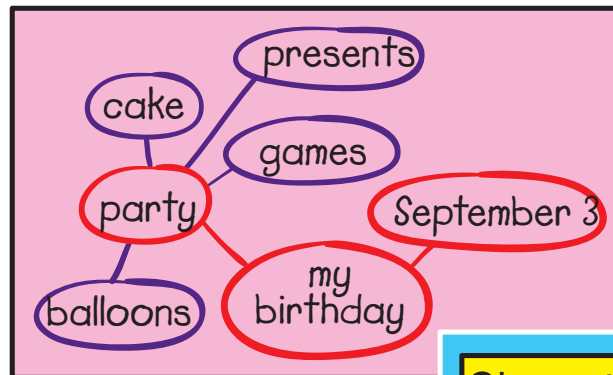 presents
cake
games
party
September 3
my
birthday
balloons